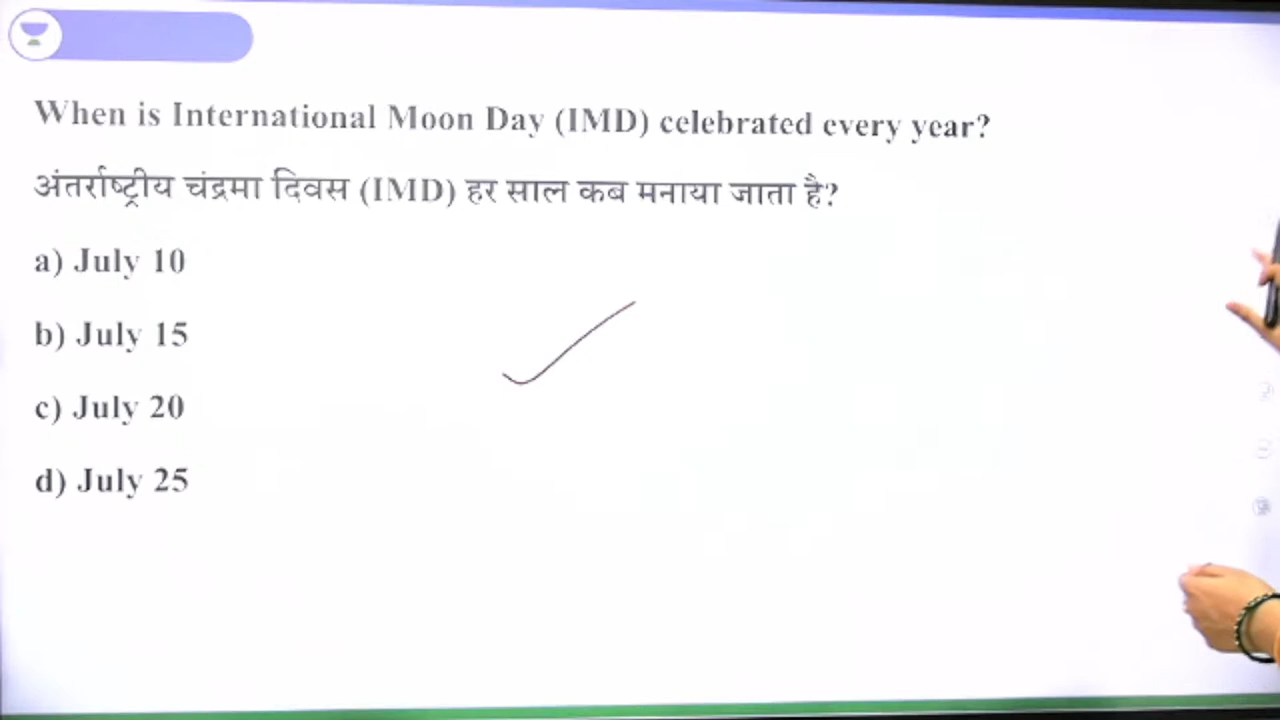 When is International Moon Day (IMD) celebrated every year?
अंतर्राष्ट्रीय चंद्रमा दिवस (IMD) हर साल कब मनाया जाता है?
a) July 10
b) July 15
c) July 20
d) July 25